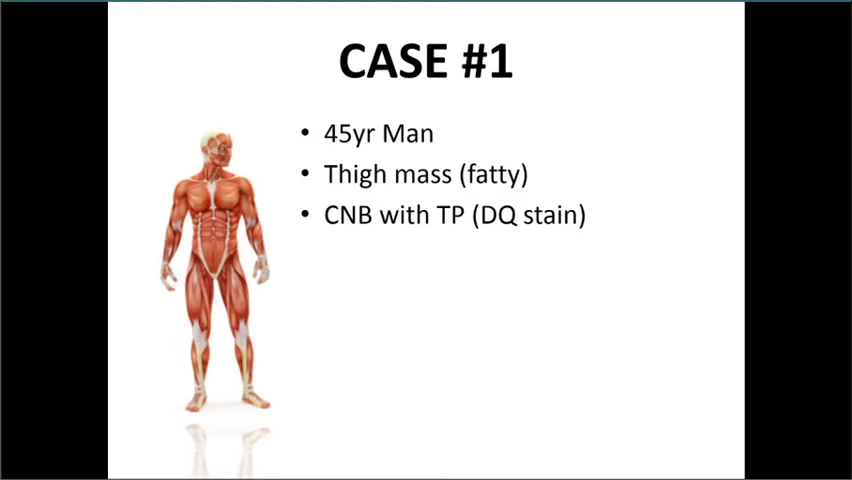 CASE #1
• 45yr Man
• Thigh mass (fatty)
• CNB with TP (DQ stain)